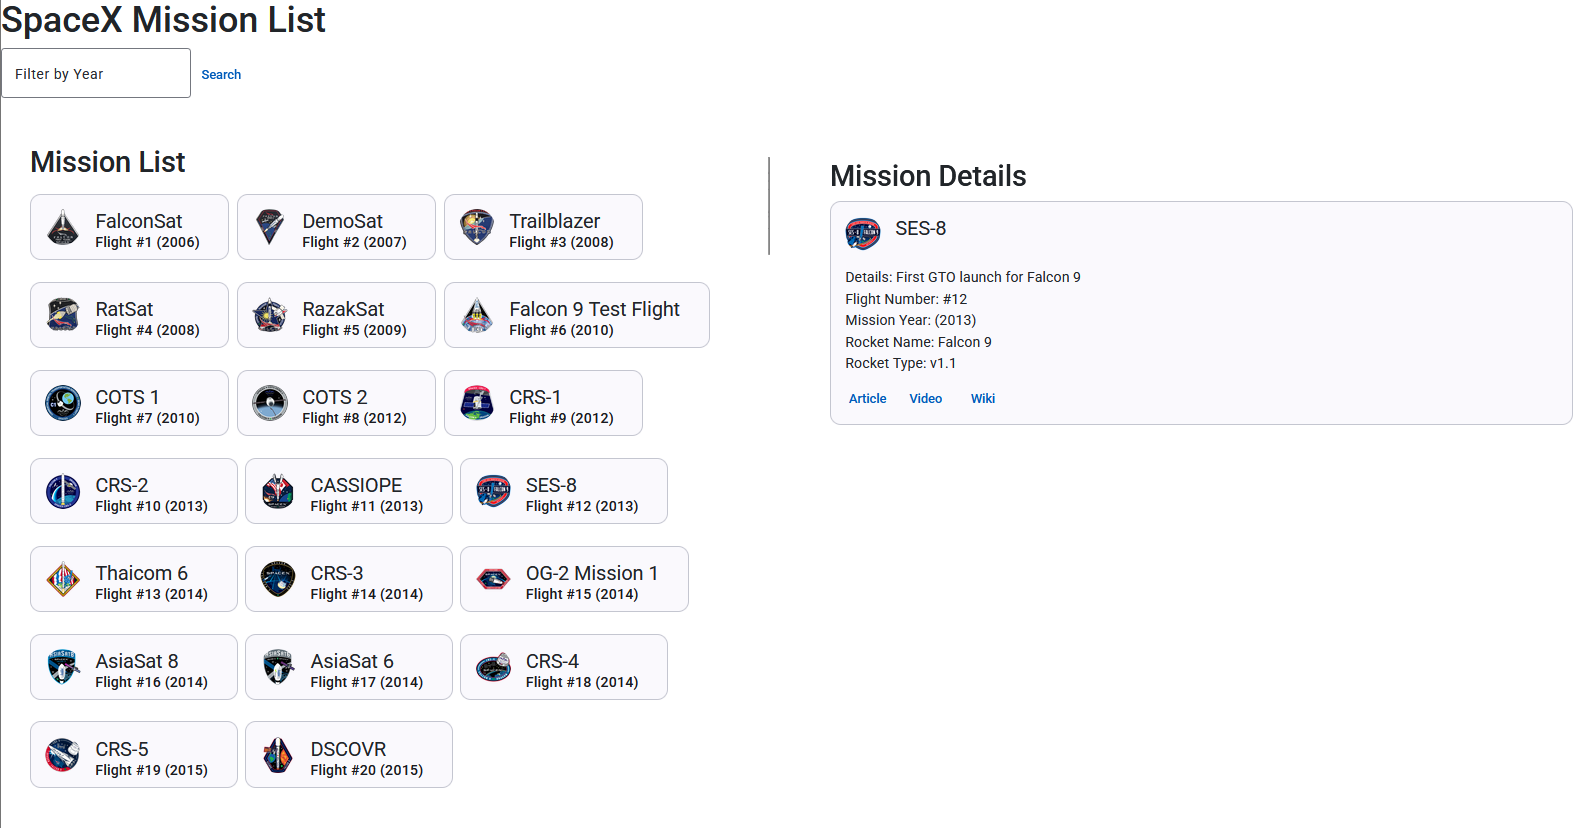 SpaceX Mission List
Filter by Year
Search
Mission List
FalconSat
Flight #1 (2006)
DemoSat
Flight #2 (2007)
Trailblazer
Flight #3 (2008)
RatSat
Flight #4 (2008)
RazakSat
Flight #5 (2009)
Falcon 9 Test Flight
Flight #6 (2010)
COTS 1
Flight #7 (2010)
COTS 2
Flight #8 (2012)
CRS-1
Flight #9 (2012)
CRS-2
Flight #10 (2013)
CASSIOPE
Flight #11 (2013)
SES-8
Flight #12 (2013)
Thaicom 6
Flight #13 (2014)
CRS-3
Flight #14 (2014)
OG-2 Mission 1
Flight #15 (2014)
AsiaSat 8
Flight #16 (2014)
AsiaSat 6
Flight #17 (2014)
CRS-4
Flight #18 (2014)
CRS-5
Flight #19 (2015)
DSCOVR
Flight #20 (2015)
Mission Details
SES-8
Details: First GTO launch for Falcon 9
Flight Number: #12
Mission Year: (2013)
Rocket Name: Falcon 9
Rocket Type: v1.1
Article
Video
Wiki